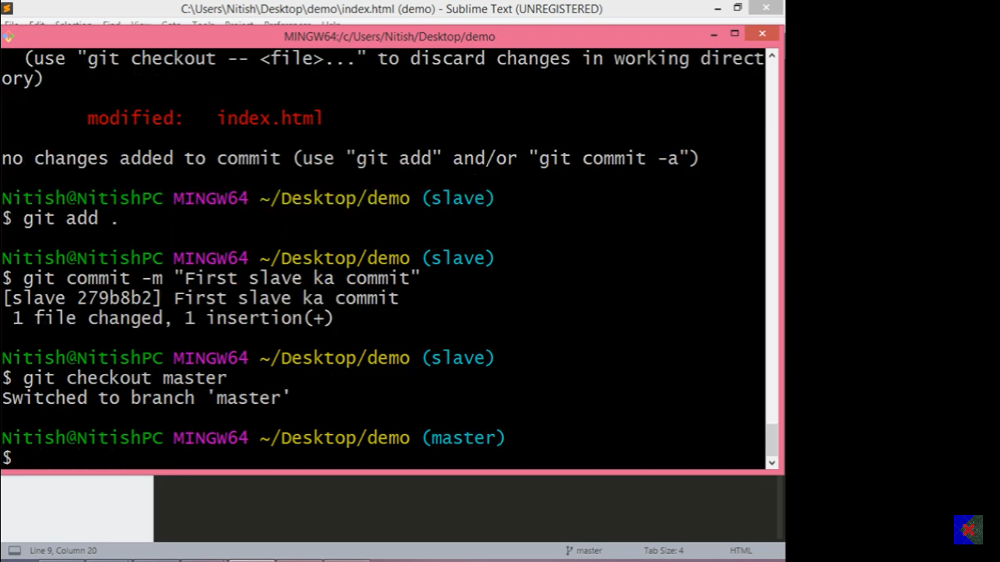 C:\Users\Nitish\Desktop\demo\index.html (demo) - Sublime Text (UNREGISTERED)
MINGW64:/c/Users/Nitish/Desktop/demo
(use "git checkout -- <file>..." to discard changes in working direct
ory)
modified: index.html
no changes added to commit (use "git add" and/or "git commit -a")
Nitish@NitishPC MINGW64 ~/Desktop/demo (slave)
$ git add .
Nitish@NitishPC MINGW64 ~/Desktop/demo (slave)
$ git commit -m "First slave ka commit"
[slave 279b8b2] First slave ka commit
1 file changed, 1 insertion(+)
Nitish@NitishPC MINGW64 ~/Desktop/demo (slave)
$ git checkout master
Switched to branch 'master'
Nitish@NitishPC MINGW64 ~/Desktop/demo (master)
$
Line 9, Column 20 master Tab Size: 4 HTML